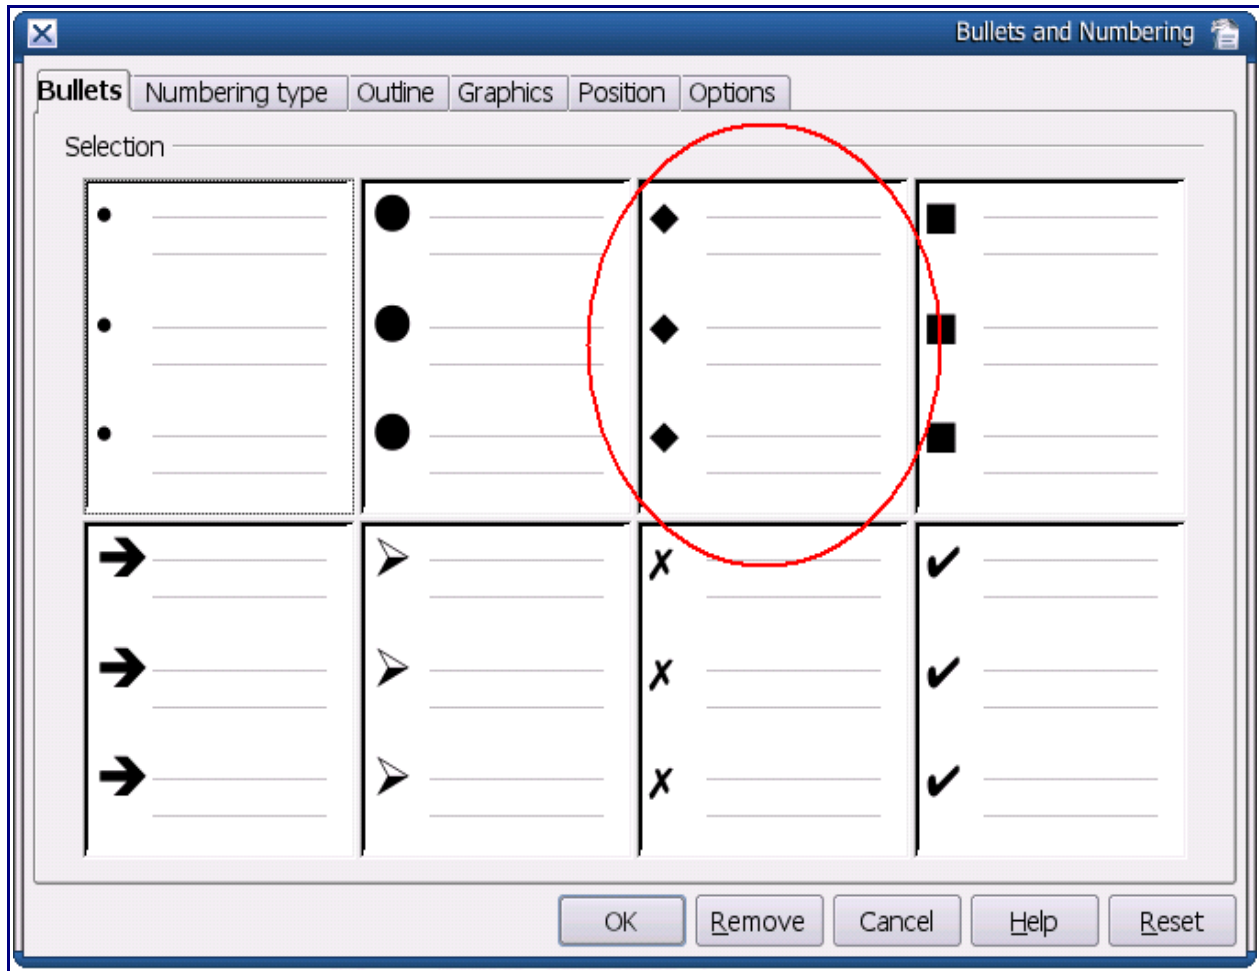 Bullets and Numbering
Bullets Numbering type Outline Graphics Position Options
Selection
OK Remove Cancel Help Reset